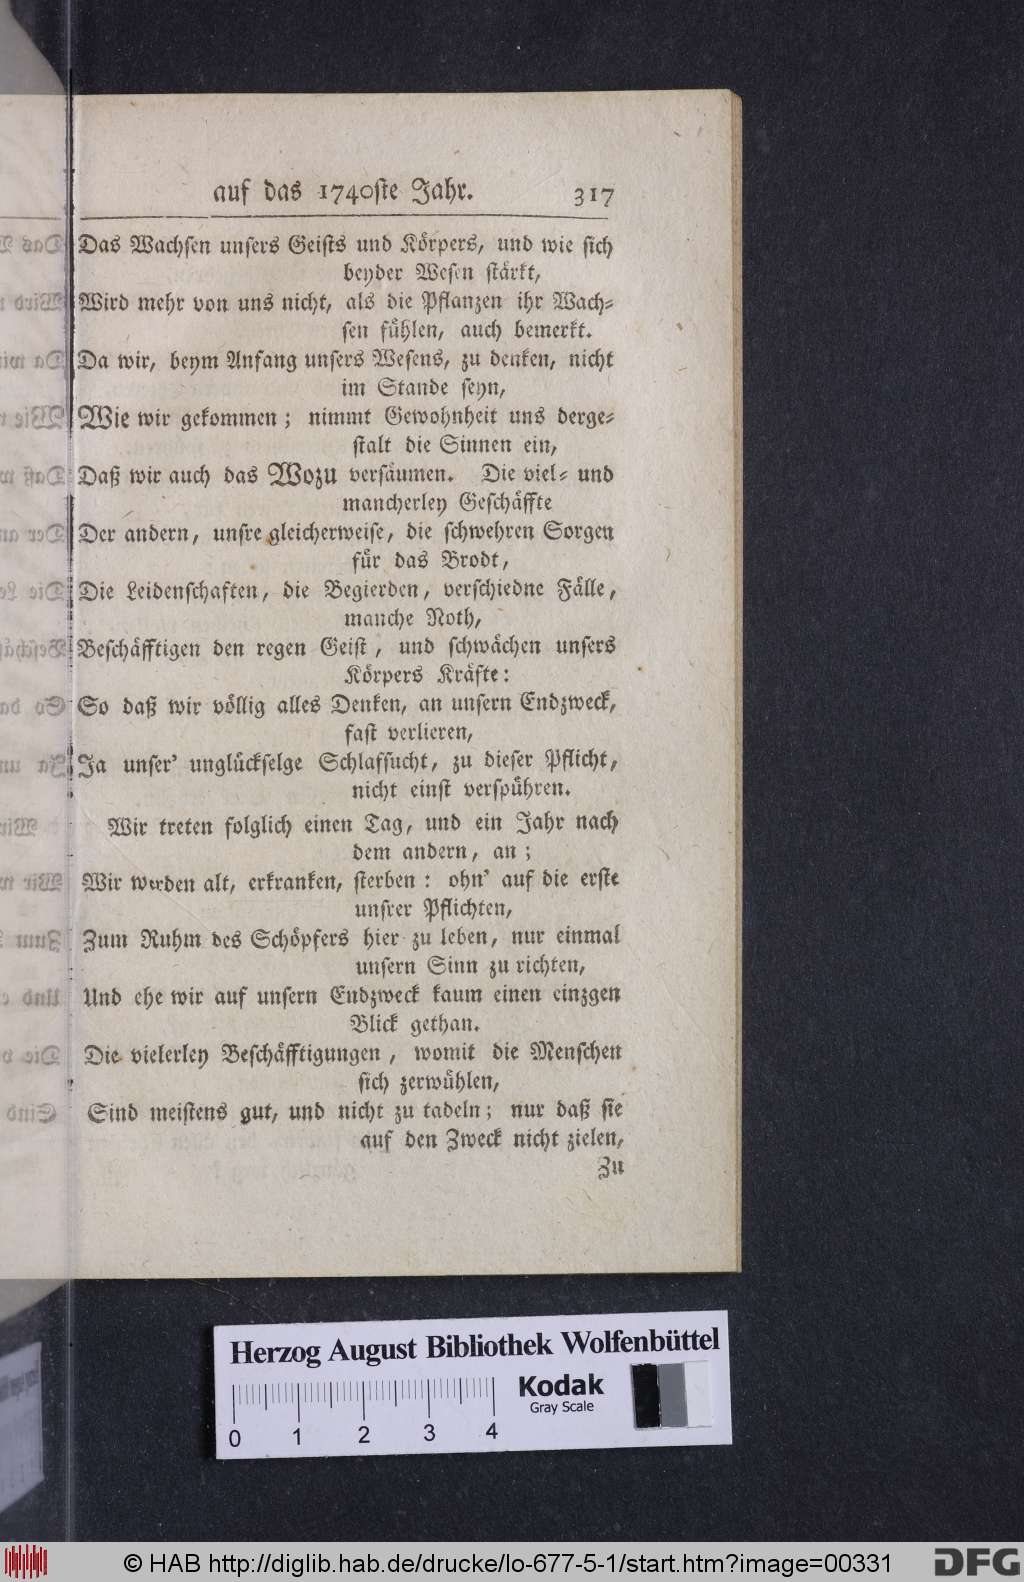 auf das 1740ste Jahr. 317
Das Wachsen unsers Geists und Körpers, und wie sich
beyder Wesen stärkt,
Wird mehr von uns nicht, als die Pflanzen ihr Wach-
sen fühlen, auch bemerkt.
Da wir, beym Anfang unsers Wesens, zu denken, nicht
im Stande seyn,
Wie wir gekommen; nimmt Gewohnheit uns derge-
stalt die Sinnen ein,
Daß wir auch das Wozu versäumen. Die viel- und
mancherley Geschäffte
Der andern, unsre gleicherweise, die schwehren Sorgen
für das Brodt,
Die Leidenschaften, die Begierden, verschiedne Fälle,
manche Noth,
Beschäfftigen den regen Geist, und schwächen unsers
Körpers Kräfte:
So daß wir völlig alles Denken, an unsern Endzweck,
fast verlieren,
Ja unser' unglückselge Schlafsucht, zu dieser Pflicht,
nicht einst verspühren.
Wir treten folglich einen Tag, und ein Jahr nach
dem andern, an;
Wir werden alt, erkranken, sterben: ohn' auf die erste
unsrer Pflichten,
Zum Ruhm des Schöpfers hier zu leben, nur einmal
unsern Sinn zu richten,
Und ehe wir auf unsern Endzweck kaum einen einzgen
Blick gethan.
Die vielerley Beschäfftigungen, womit die Menschen
sich zerwühlen,
Sind meistens gut, und nicht zu tadeln; nur daß sie
auf den Zweck nicht zielen,
Zu
Herzog August Bibliothek Wolfenbüttel
Kodak
Gray Scale
0 1 2 3 4
© HAB http://diglib.hab.de/drucke/lo-677-5-1/start.htm?image=00331 DFG